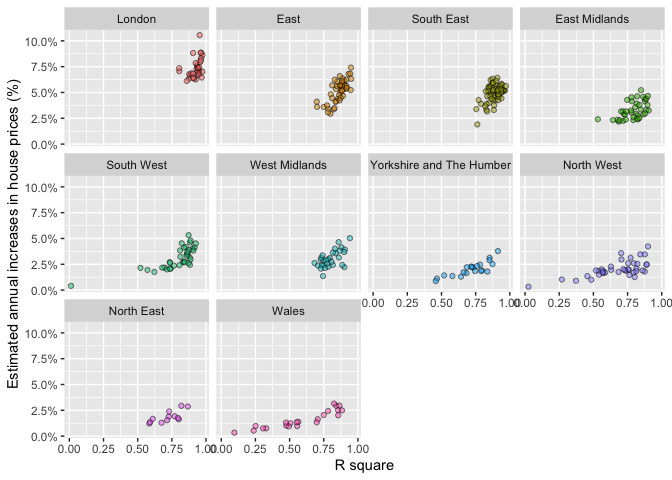 London East South East East Midlands
10.0%
7.5%
5.0%
2.5%
0.0%
South West West Midlands Yorkshire and The Humber North West
10.0%
7.5%
5.0%
2.5%
0.0%
0.00 0.25 0.50 0.75 1.00 0.00 0.25 0.50 0.75 1.00
North East Wales
10.0%
7.5%
5.0%
2.5%
0.0%
0.00 0.25 0.50 0.75 1.00 0.00 0.25 0.50 0.75 1.00
R square
Estimated annual increases in house prices (%)